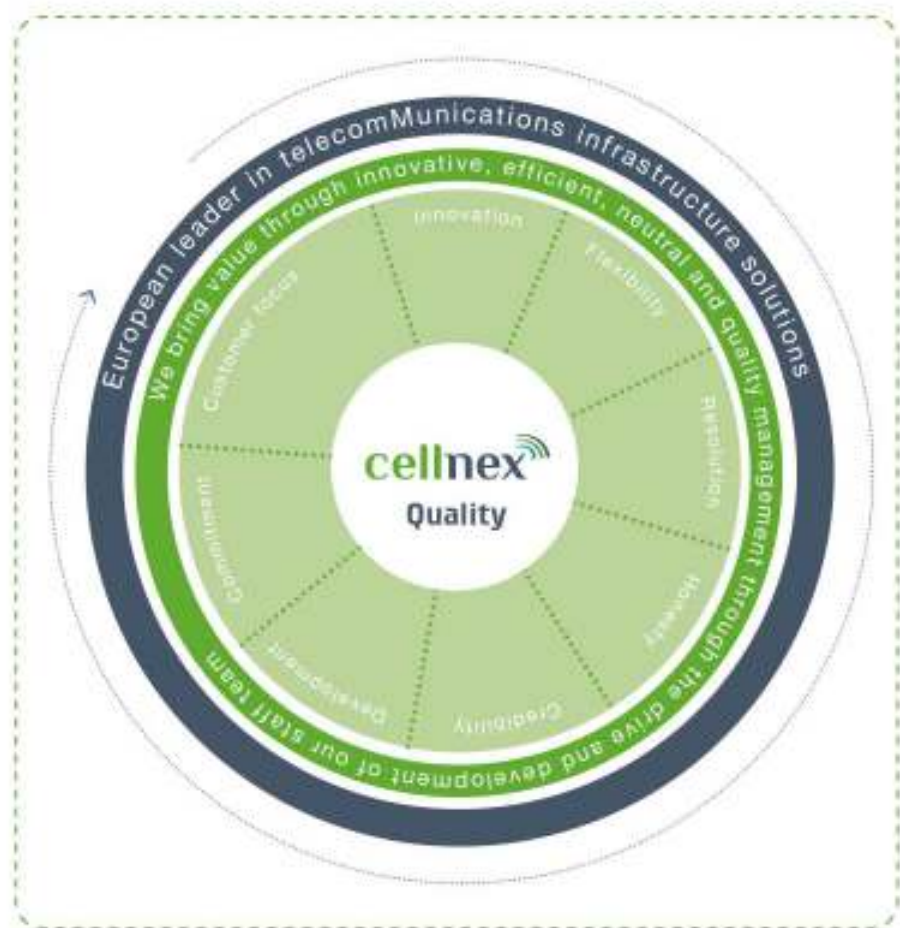 European leader in telecomMunications infrastructure solutions
We bring value through innovative, efficient, neutral and quality management through the drive and development of our staff team
Innovation
Flexibility
Resolution
Honesty
Credibility
Development
Commitment
Customer focus
cellnex
Quality